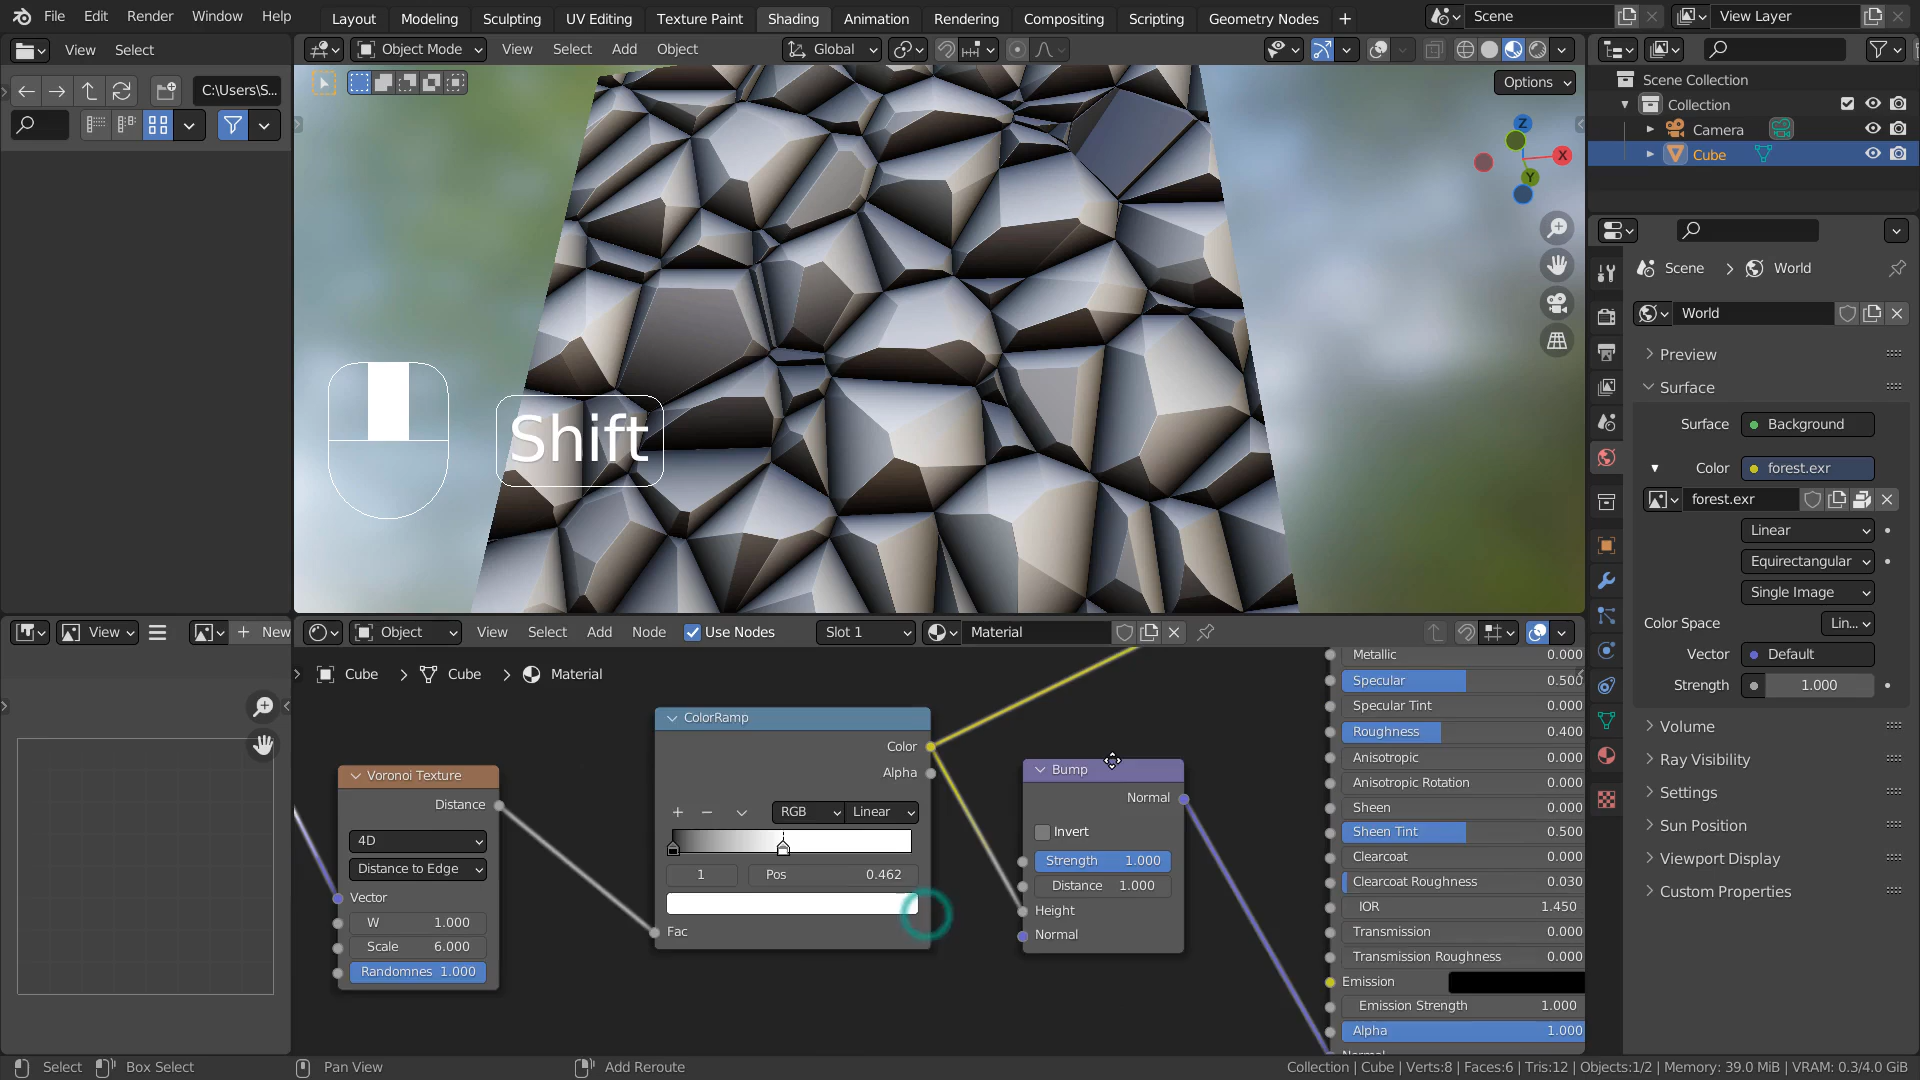 File Edit Render Window Help
Layout Modeling Sculpting UV Editing Texture Paint Shading Animation Rendering Compositing Scripting Geometry Nodes +
Scene View Layer
View Select
Object Mode View Select Add Object Global
C:\Users\S...
Options
Z
X
Y
Shift
Scene Collection
Collection
Camera
Cube
Scene > World
World
Preview
Surface
Surface Background
Color forest.exr
forest.exr
Linear
Equirectangular
Single Image
Color Space Lin...
Vector Default
Strength 1.000
Volume
Ray Visibility
Settings
Sun Position
Viewport Display
Custom Properties
View + New
Object View Select Add Node Use Nodes Slot 1 Material
Cube > Cube > Material
Voronoi Texture
Distance
4D
Distance to Edge
Vector
W 1.000
Scale 6.000
Randomnes 1.000
ColorRamp
Color
Alpha
+ − RGB Linear
1 Pos 0.462
Fac
Bump
Normal
Invert
Strength 1.000
Distance 1.000
Height
Normal
Metallic 0.000
Specular 0.500
Specular Tint 0.000
Roughness 0.400
Anisotropic 0.000
Anisotropic Rotation 0.000
Sheen 0.000
Sheen Tint 0.500
Clearcoat 0.000
Clearcoat Roughness 0.030
IOR 1.450
Transmission 0.000
Transmission Roughness 0.000
Emission
Emission Strength 1.000
Alpha 1.000
Normal
Select Box Select Pan View Add Reroute
Collection | Cube | Verts:8 | Faces:6 | Tris:12 | Objects:1/2 | Memory: 39.0 MiB | VRAM: 0.3/4.0 GiB